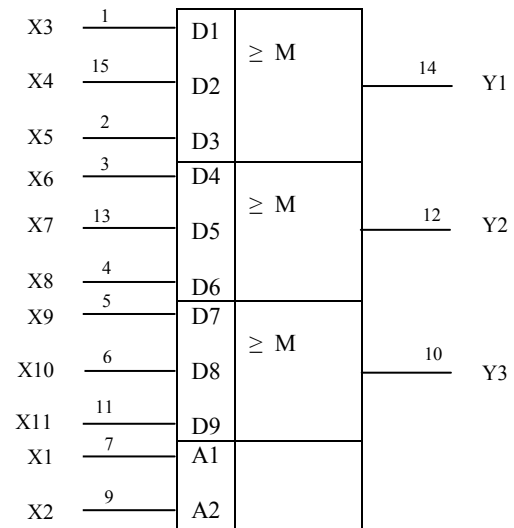 X3 1 D1 ≥ M
X4 15 D2 14 Y1
X5 2 D3
X6 3 D4
X7 13 D5 ≥ M 12 Y2
X8 4 D6
X9 5 D7
X10 6 D8 ≥ M 10 Y3
X11 11 D9
X1 7 A1
X2 9 A2